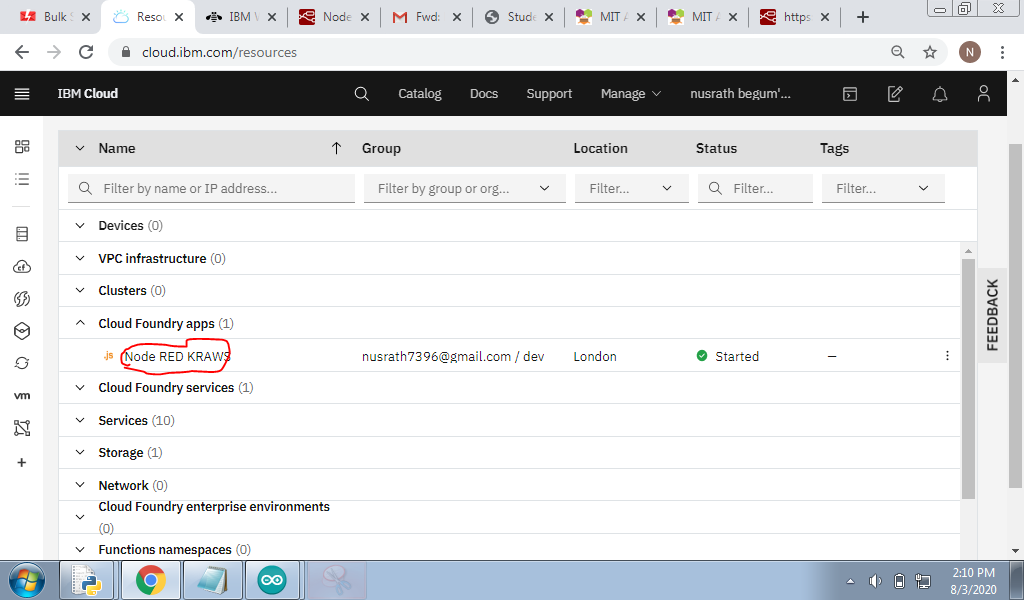 Bulk S
Resou
IBM W
Node
Fwd:
Stude
MIT A
MIT A
https
cloud.ibm.com/resources
N
IBM Cloud
Catalog
Docs
Support
Manage
nusrath begum'...
Name
Group
Location
Status
Tags
Filter by name or IP address...
Filter by group or org...
Filter...
Filter...
Filter...
Devices (0)
VPC infrastructure (0)
Clusters (0)
Cloud Foundry apps (1)
.js Node RED KRAWS nusrath7396@gmail.com / dev London Started –
Cloud Foundry services (1)
Services (10)
Storage (1)
Network (0)
Cloud Foundry enterprise environments
(0)
Functions namespaces (0)
cf
vm
FEEDBACK
2:10 PM
8/3/2020